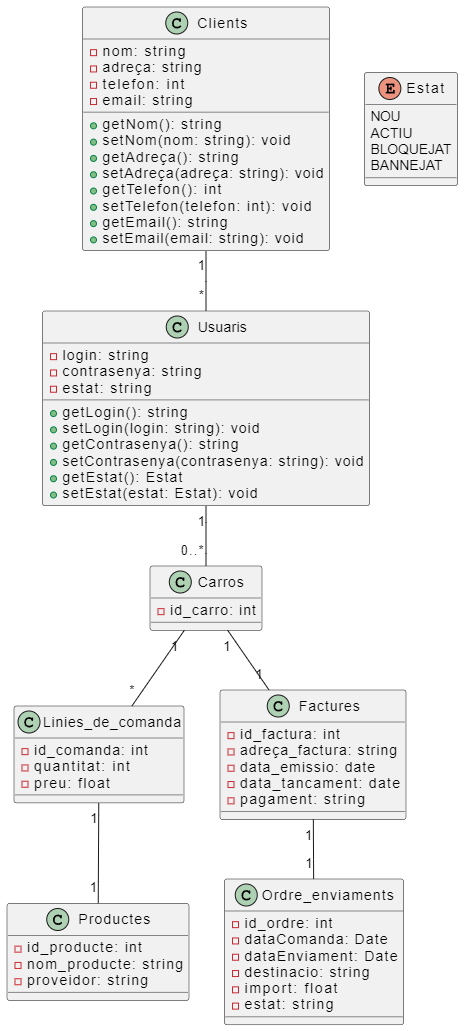 C Clients
nom: string
adreça: string
telefon: int
email: string
getNom(): string
setNom(nom: string): void
getAdreça(): string
setAdreça(adreça: string): void
getTelefon(): int
setTelefon(telefon: int): void
getEmail(): string
setEmail(email: string): void
E Estat
NOU
ACTIU
BLOQUEJAT
BANNEJAT
1
*
C Usuaris
login: string
contrasenya: string
estat: string
getLogin(): string
setLogin(login: string): void
getContrasenya(): string
setContrasenya(contrasenya: string): void
getEstat(): Estat
setEstat(estat: Estat): void
1
0..*
C Carros
id_carro: int
1
*
1
1
C Linies_de_comanda
id_comanda: int
quantitat: int
preu: float
C Factures
id_factura: int
adreça_factura: string
data_emissio: date
data_tancament: date
pagament: string
1
1
1
1
C Productes
id_producte: int
nom_producte: string
proveidor: string
C Ordre_enviaments
id_ordre: int
dataComanda: Date
dataEnviament: Date
destinacio: string
import: float
estat: string